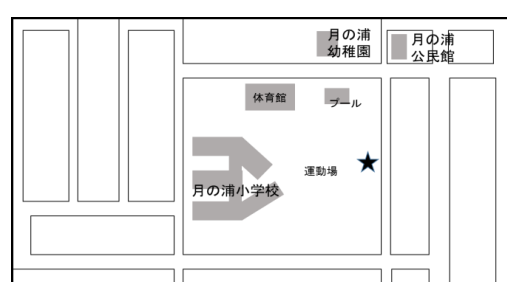 月の浦
幼稚園
月の浦
公民館
体育館
プール
運動場
月の浦小学校